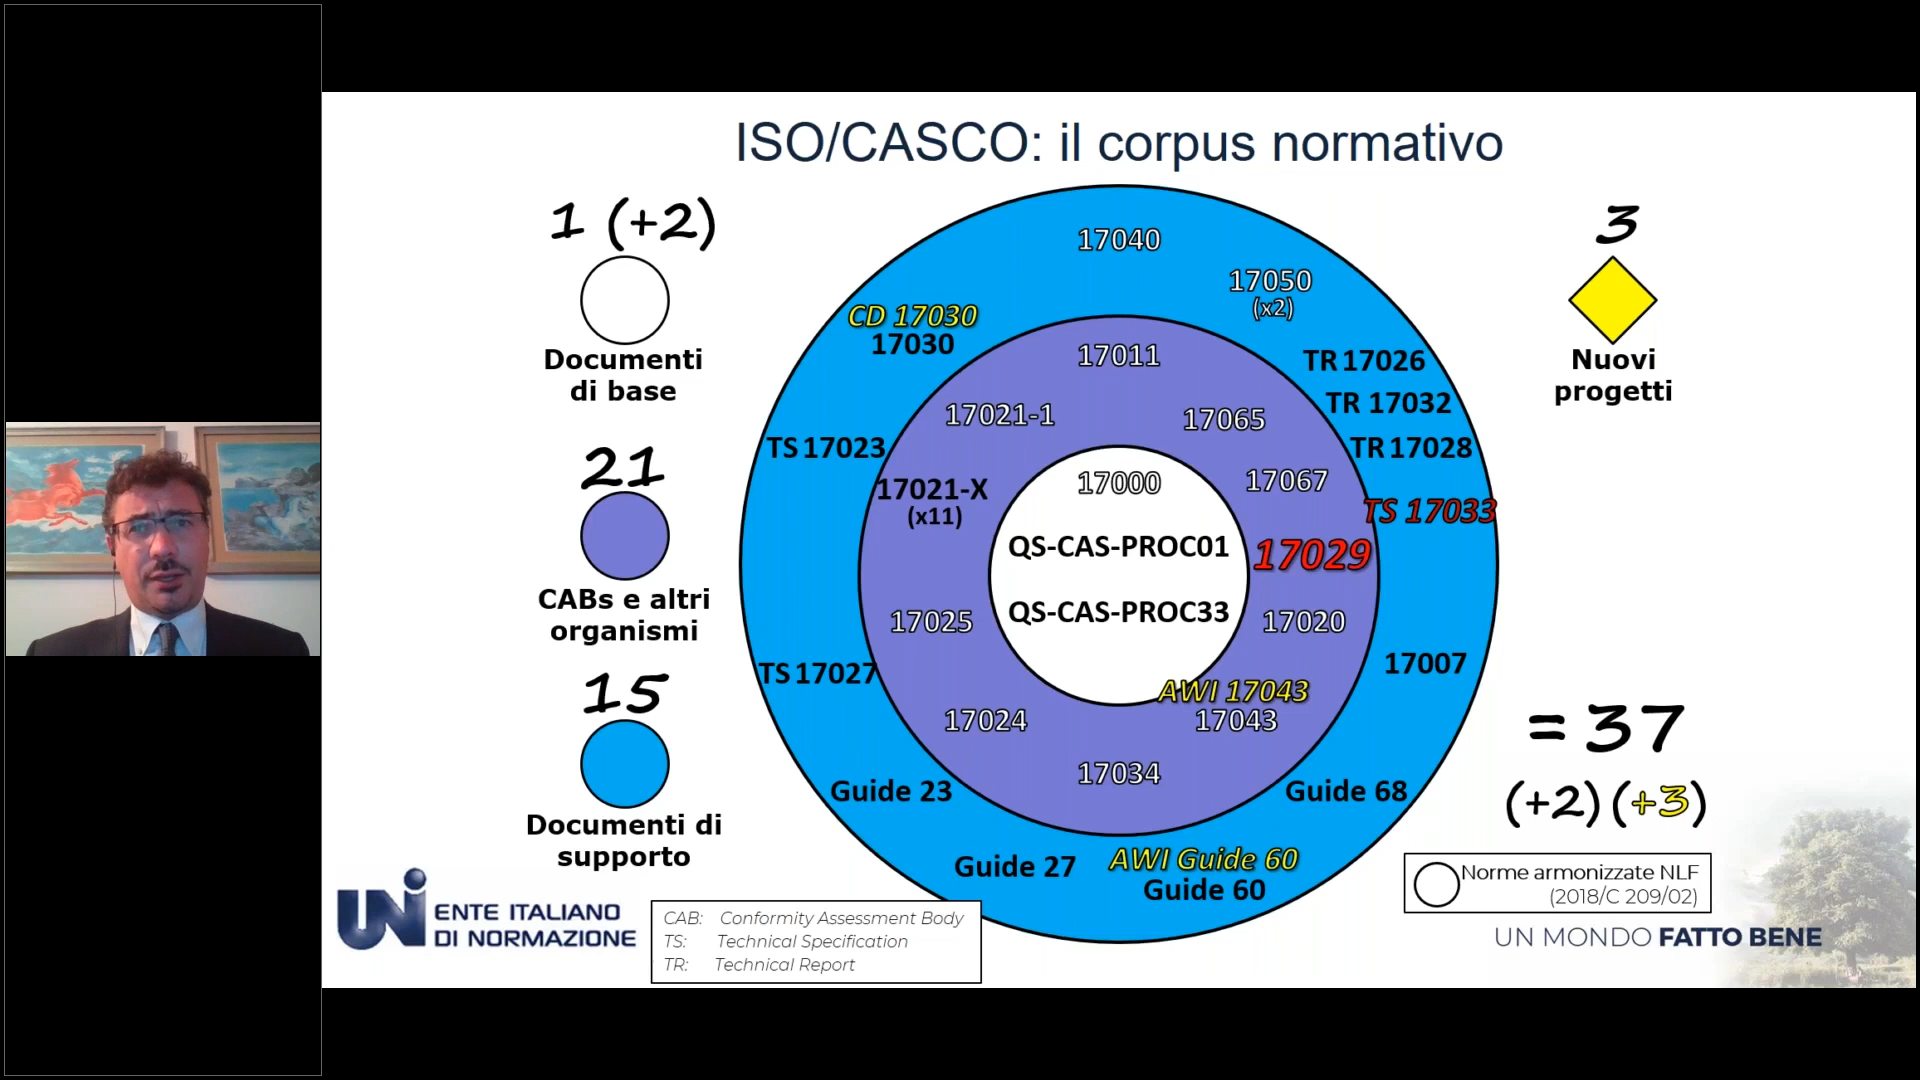 ISO/CASCO: il corpus normativo
1 (+2)
Documenti
di base
21
CABs e altri
organismi
15
Documenti di
supporto
17040
17050
(x2)
CD 17030
17030
TR 17026
TR 17032
TR 17028
TS 17033
TS 17023
17007
TS 17027
Guide 23
Guide 68
Guide 27
AWI Guide 60
Guide 60
17011
17021-1
17065
17021-X
(x11)
17067
17029
17025
17020
17024
AWI 17043
17043
17034
17000
QS-CAS-PROC01
QS-CAS-PROC33
3
Nuovi
progetti
= 37
(+2) (+3)
Norme armonizzate NLF
(2018/C 209/02)
UNI ENTE ITALIANO
DI NORMAZIONE
CAB: Conformity Assessment Body
TS: Technical Specification
TR: Technical Report
UN MONDO FATTO BENE